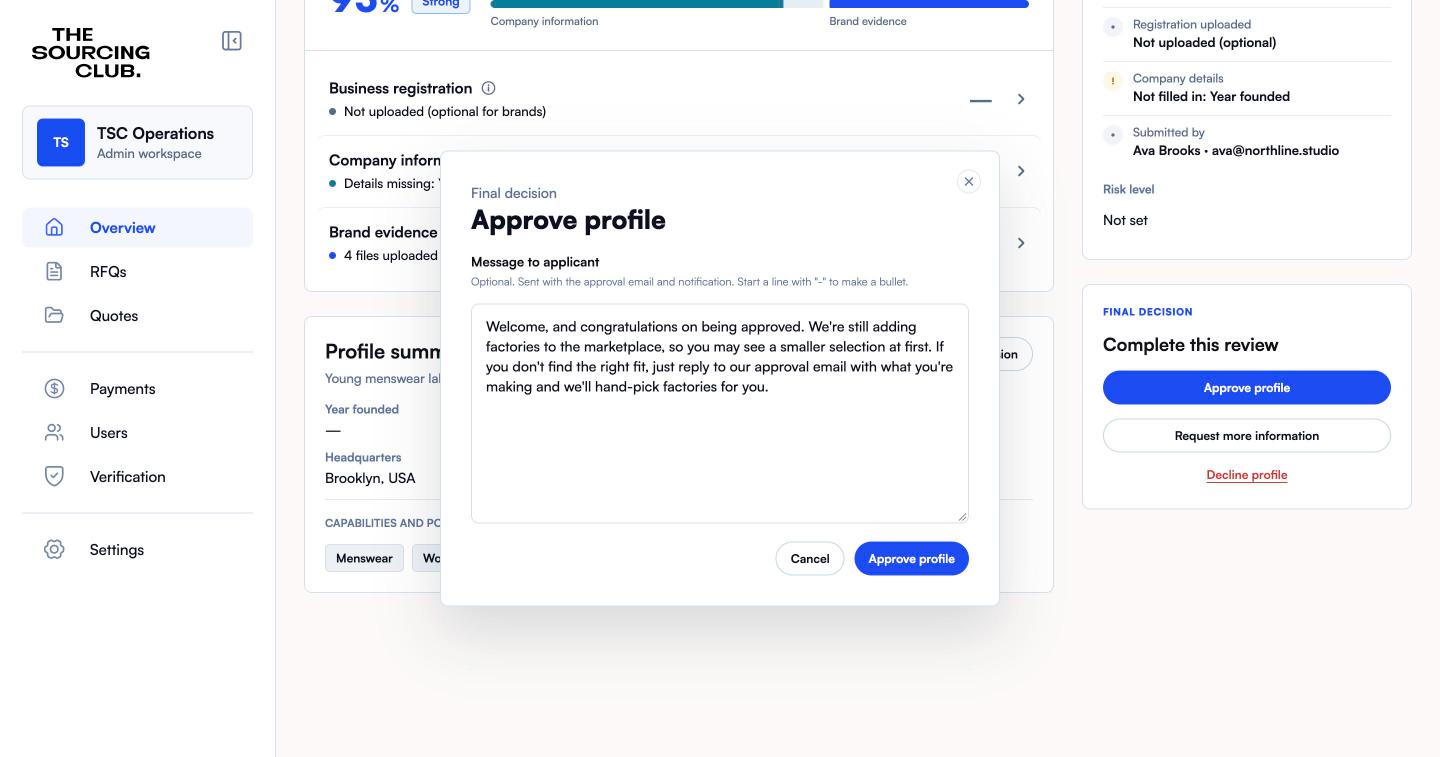 THE
SOURCING
CLUB.
TS
TSC Operations
Admin workspace
Overview
RFQs
Quotes
Payments
Users
Verification
Settings
93%
Strong
Company information
Brand evidence
Business registration
Not uploaded (optional for brands)
—
Company inforn
Details missing:
Brand evidence
4 files uploaded
Profile summ
Young menswear lal
Year founded
—
Headquarters
Brooklyn, USA
CAPABILITIES AND PO
Menswear
Wo
ion
Final decision
Approve profile
Message to applicant
Optional. Sent with the approval email and notification. Start a line with "-" to make a bullet.
Welcome, and congratulations on being approved. We're still adding
factories to the marketplace, so you may see a smaller selection at first. If
you don't find the right fit, just reply to our approval email with what you're
making and we'll hand-pick factories for you.
Cancel
Approve profile
Registration uploaded
Not uploaded (optional)
!
Company details
Not filled in: Year founded
Submitted by
Ava Brooks · ava@northline.studio
Risk level
Not set
FINAL DECISION
Complete this review
Approve profile
Request more information
Decline profile